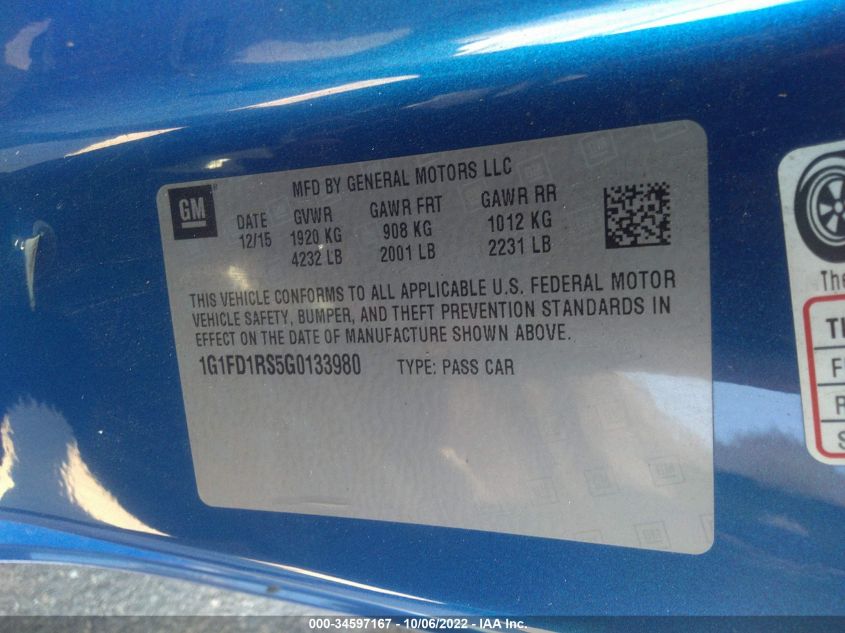 MFD BY GENERAL MOTORS LLC
GM
DATE GVWR GAWR FRT GAWR RR
12/15 1920 KG 908 KG 1012 KG
4232 LB 2001 LB 2231 LB
THIS VEHICLE CONFORMS TO ALL APPLICABLE U.S. FEDERAL MOTOR
VEHICLE SAFETY, BUMPER, AND THEFT PREVENTION STANDARDS IN
EFFECT ON THE DATE OF MANUFACTURE SHOWN ABOVE.
1G1FD1RS5G0133980 TYPE: PASS CAR
The
000-34597167 - 10/06/2022 - IAA Inc.